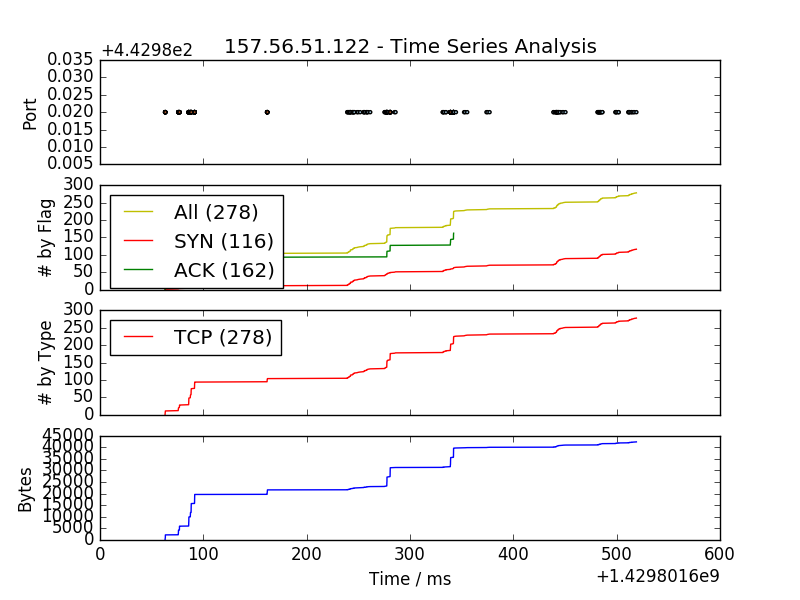 157.56.51.122 - Time Series Analysis
+4.4298e2
Port
0.035
0.030
0.025
0.020
0.015
0.010
0.005
# by Flag
300
250
200
150
100
50
0
All (278)
SYN (116)
ACK (162)
# by Type
300
250
200
150
100
50
0
TCP (278)
Bytes
45000
40000
35000
30000
25000
20000
15000
10000
5000
0
0 100 200 300 400 500 600
Time / ms
+1.4298016e9